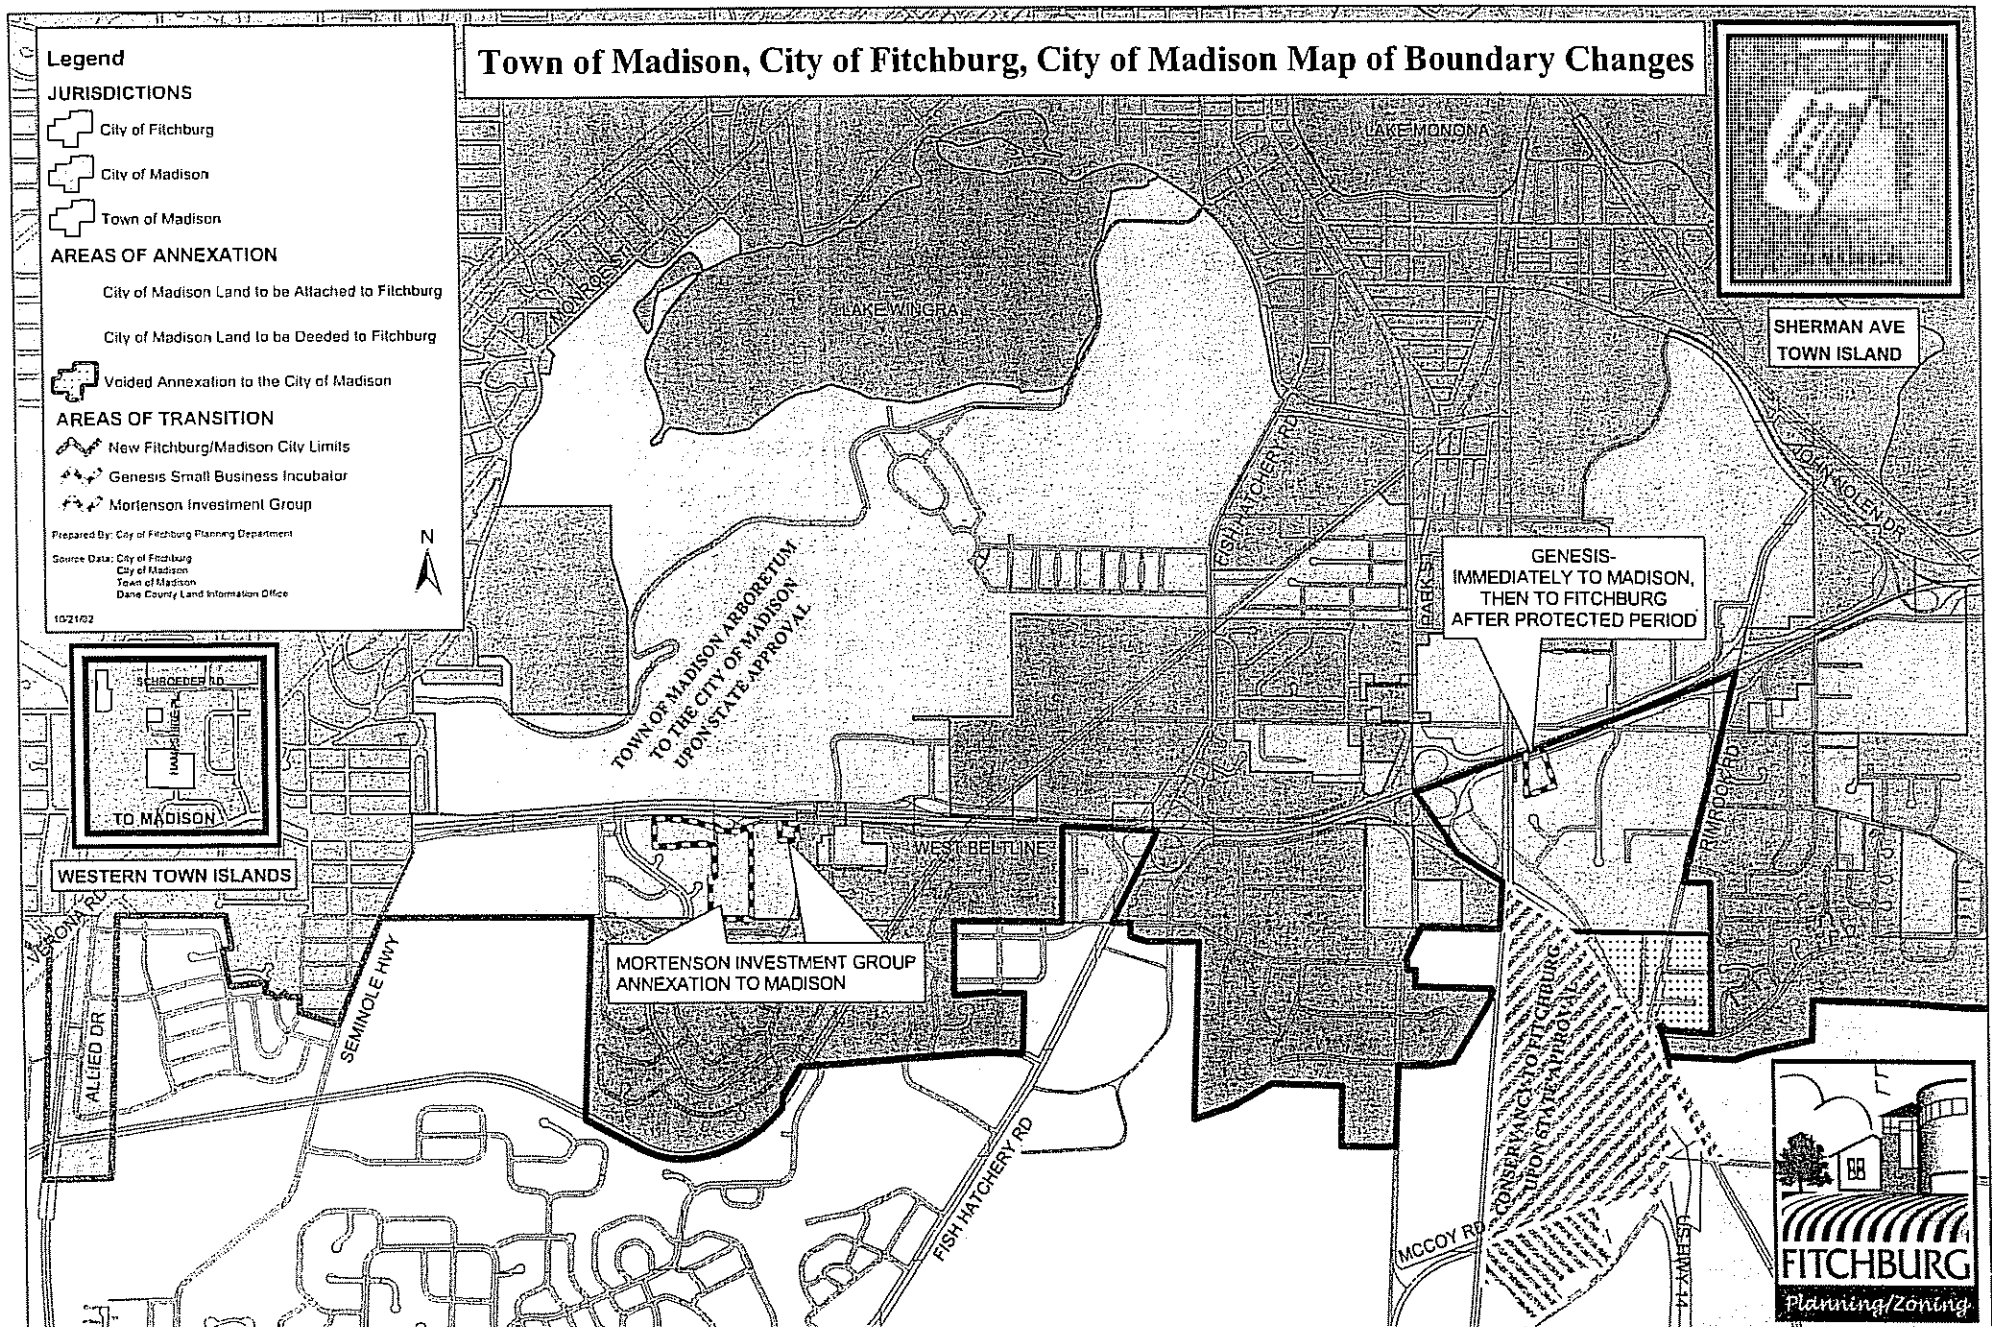 Town of Madison, City of Fitchburg, City of Madison Map of Boundary Changes
Legend
JURISDICTIONS
City of Fitchburg
City of Madison
Town of Madison
AREAS OF ANNEXATION
City of Madison Land to be Attached to Fitchburg
City of Madison Land to be Deeded to Fitchburg
Voided Annexation to the City of Madison
AREAS OF TRANSITION
New Fitchburg/Madison City Limits
Genesis Small Business Incubator
Mortenson Investment Group
Prepared By: City of Fitchburg Planning Department
Source Data: City of Fitchburg
City of Madison
Town of Madison
Dane County Land Information Office
10/21/02
N
LAKE MONONA
LAKE WINGRA
SHERMAN AVE
TOWN ISLAND
JOHN NOLEN DR
FISH HATCHERY RD
PARK ST
GENESIS-
IMMEDIATELY TO MADISON,
THEN TO FITCHBURG
AFTER PROTECTED PERIOD
TOWN OF MADISON ARBORETUM
TO THE CITY OF MADISON
UPON STATE APPROVAL
SCHROEDER RD
TO MADISON
WESTERN TOWN ISLANDS
VERONA RD
WEST BELTLINE
RIMROCK RD
MORTENSON INVESTMENT GROUP
ANNEXATION TO MADISON
SEMINOLE HWY
ALLIED DR
CONSERVANCY TO FITCHBURG
UPON STATE APPROVAL
FISH HATCHERY RD
MCCOY RD
US HWY 14
FITCHBURG
Planning/Zoning